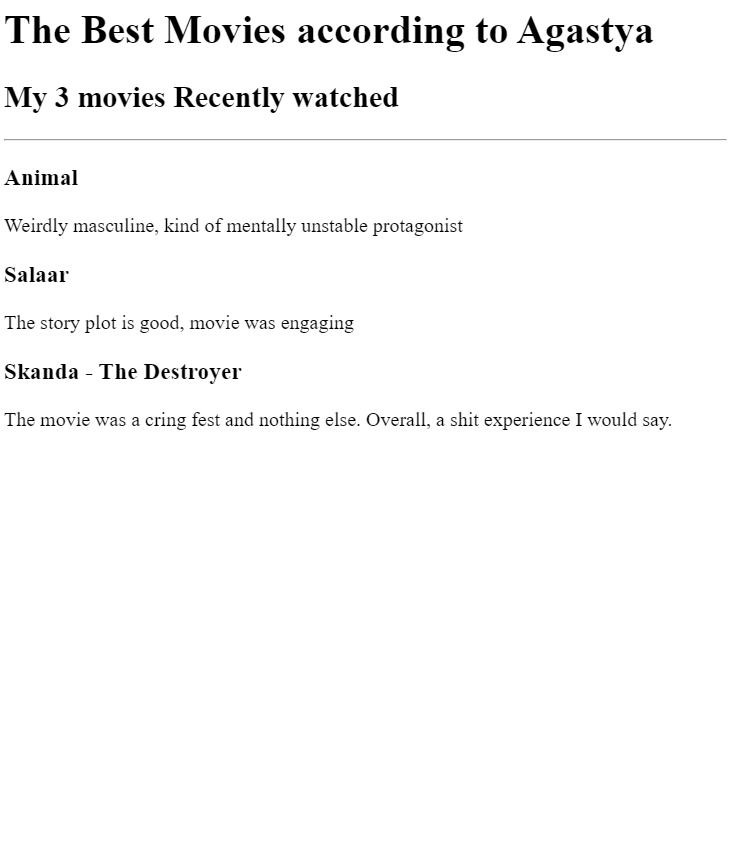 The Best Movies according to Agastya
My 3 movies Recently watched
Animal
Weirdly masculine, kind of mentally unstable protagonist
Salaar
The story plot is good, movie was engaging
Skanda - The Destroyer
The movie was a cring fest and nothing else. Overall, a shit experience I would say.